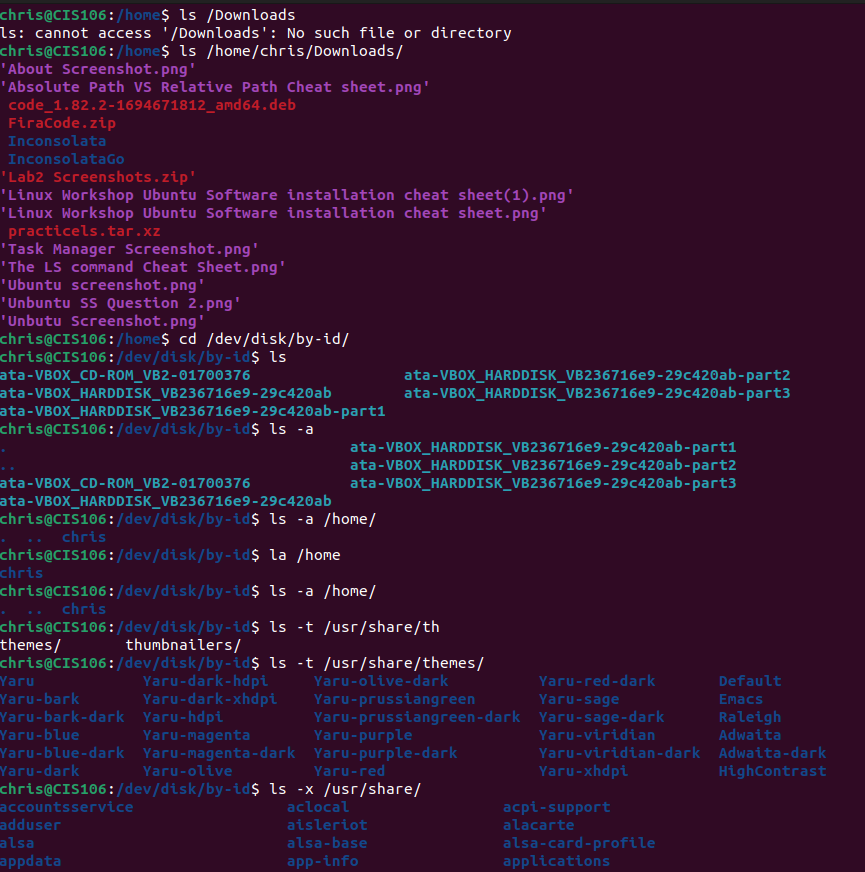 chris@CIS106:/home$ ls /Downloads
ls: cannot access '/Downloads': No such file or directory
chris@CIS106:/home$ ls /home/chris/Downloads/
'About Screenshot.png'
'Absolute Path VS Relative Path Cheat sheet.png'
code_1.82.2-1694671812_amd64.deb
FiraCode.zip
Inconsolata
InconsolataGo
'Lab2 Screenshots.zip'
'Linux Workshop Ubuntu Software installation cheat sheet(1).png'
'Linux Workshop Ubuntu Software installation cheat sheet.png'
practicels.tar.xz
'Task Manager Screenshot.png'
'The LS command Cheat Sheet.png'
'Ubuntu screenshot.png'
'Unbuntu SS Question 2.png'
'Unbutu Screenshot.png'
chris@CIS106:/home$ cd /dev/disk/by-id/
chris@CIS106:/dev/disk/by-id$ ls
ata-VBOX_CD-ROM_VB2-01700376 ata-VBOX_HARDDISK_VB236716e9-29c420ab-part2
ata-VBOX_HARDDISK_VB236716e9-29c420ab ata-VBOX_HARDDISK_VB236716e9-29c420ab-part3
ata-VBOX_HARDDISK_VB236716e9-29c420ab-part1
chris@CIS106:/dev/disk/by-id$ ls -a
. ata-VBOX_HARDDISK_VB236716e9-29c420ab-part1
.. ata-VBOX_HARDDISK_VB236716e9-29c420ab-part2
ata-VBOX_CD-ROM_VB2-01700376 ata-VBOX_HARDDISK_VB236716e9-29c420ab-part3
ata-VBOX_HARDDISK_VB236716e9-29c420ab
chris@CIS106:/dev/disk/by-id$ ls -a /home/
. .. chris
chris@CIS106:/dev/disk/by-id$ la /home
chris
chris@CIS106:/dev/disk/by-id$ ls -a /home/
. .. chris
chris@CIS106:/dev/disk/by-id$ ls -t /usr/share/th
themes/ thumbnailers/
chris@CIS106:/dev/disk/by-id$ ls -t /usr/share/themes/
Yaru Yaru-dark-hdpi Yaru-olive-dark Yaru-red-dark Default
Yaru-bark Yaru-dark-xhdpi Yaru-prussiangreen Yaru-sage Emacs
Yaru-bark-dark Yaru-hdpi Yaru-prussiangreen-dark Yaru-sage-dark Raleigh
Yaru-blue Yaru-magenta Yaru-purple Yaru-viridian Adwaita
Yaru-blue-dark Yaru-magenta-dark Yaru-purple-dark Yaru-viridian-dark Adwaita-dark
Yaru-dark Yaru-olive Yaru-red Yaru-xhdpi HighContrast
chris@CIS106:/dev/disk/by-id$ ls -x /usr/share/
accountsservice aclocal acpi-support
adduser aisleriot alacarte
alsa alsa-base alsa-card-profile
appdata app-info applications